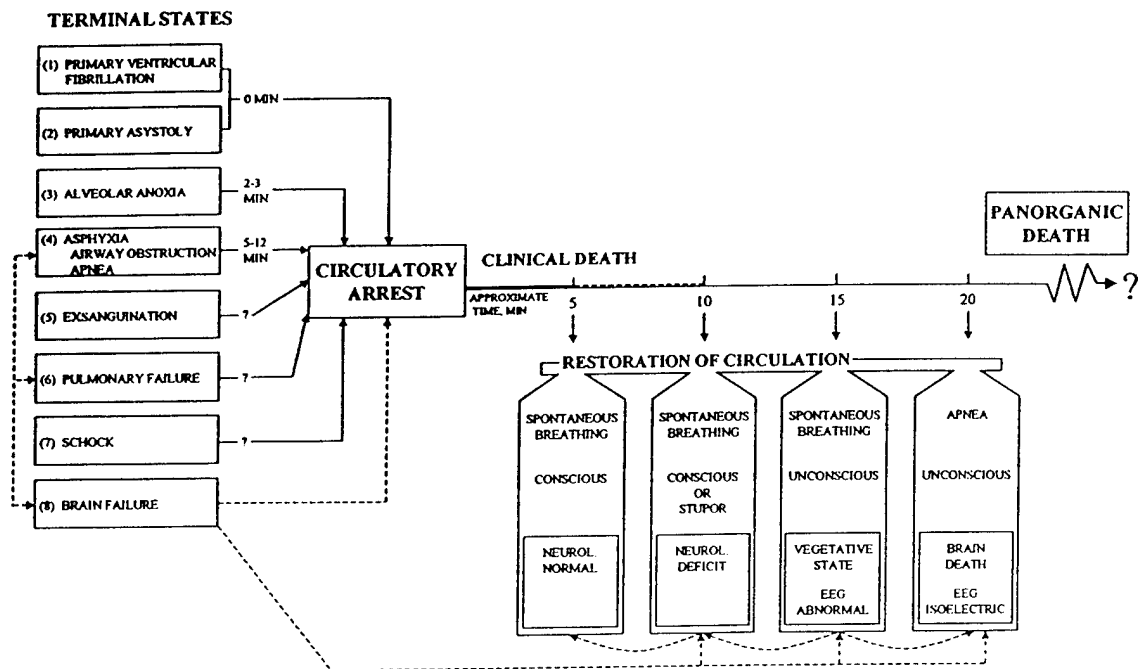 TERMINAL STATES
(1) PRIMARY VENTRICULAR
FIBRILLATION
(2) PRIMARY ASYSTOLY
0 MIN
(3) ALVEOLAR ANOXIA
2-3
MIN
(4) ASPHYXIA
AIRWAY OBSTRUCTION
APNEA
5-12
MIN
(5) EXSANGUINATION
?
(6) PULMONARY FAILURE
?
(7) SCHOCK
?
(8) BRAIN FAILURE
CIRCULATORY
ARREST
CLINICAL DEATH
APPROXIMATE
TIME, MIN
5
10
15
20
PANORGANIC
DEATH
?
RESTORATION OF CIRCULATION
SPONTANEOUS
BREATHING
CONSCIOUS
NEUROL.
NORMAL
SPONTANEOUS
BREATHING
CONSCIOUS
OR
STUPOR
NEUROL.
DEFICIT
SPONTANEOUS
BREATHING
UNCONSCIOUS
VEGETATIVE
STATE
EEG
ABNORMAL
APNEA
UNCONSCIOUS
BRAIN
DEATH
EEG
ISOELECTRIC